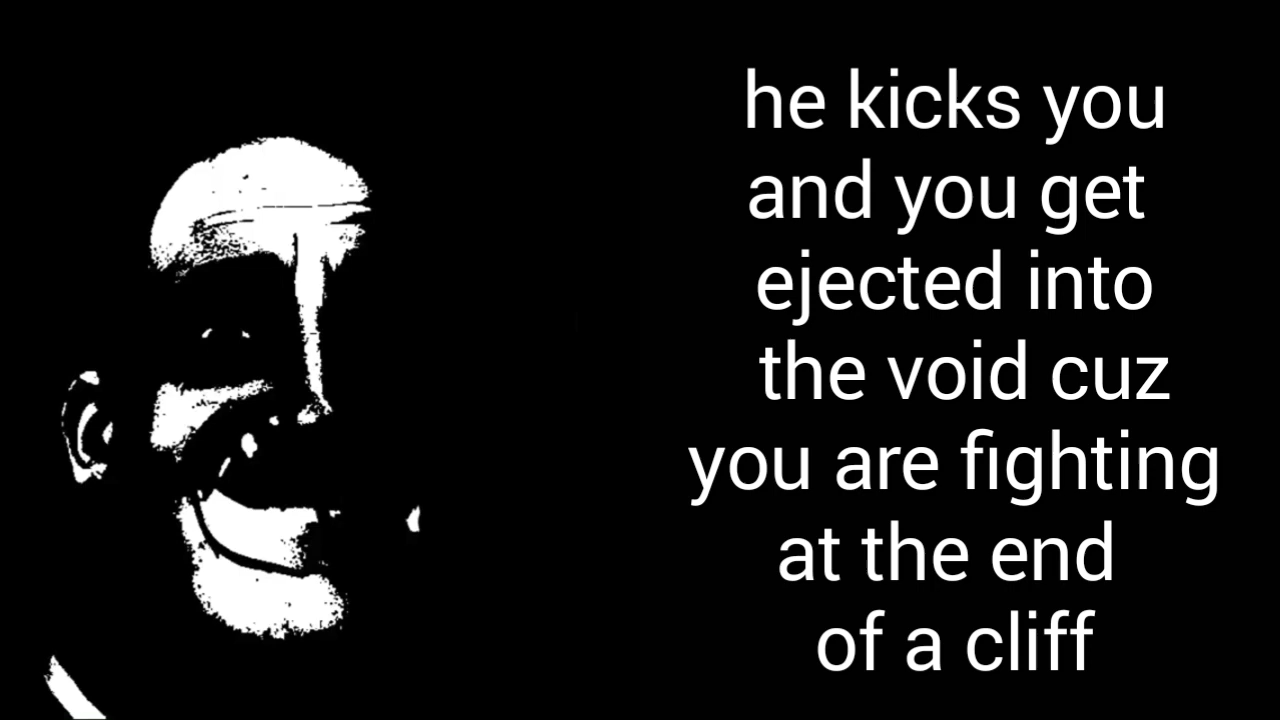 he kicks you
and you get
ejected into
the void cuz
you are fighting
at the end
of a cliff